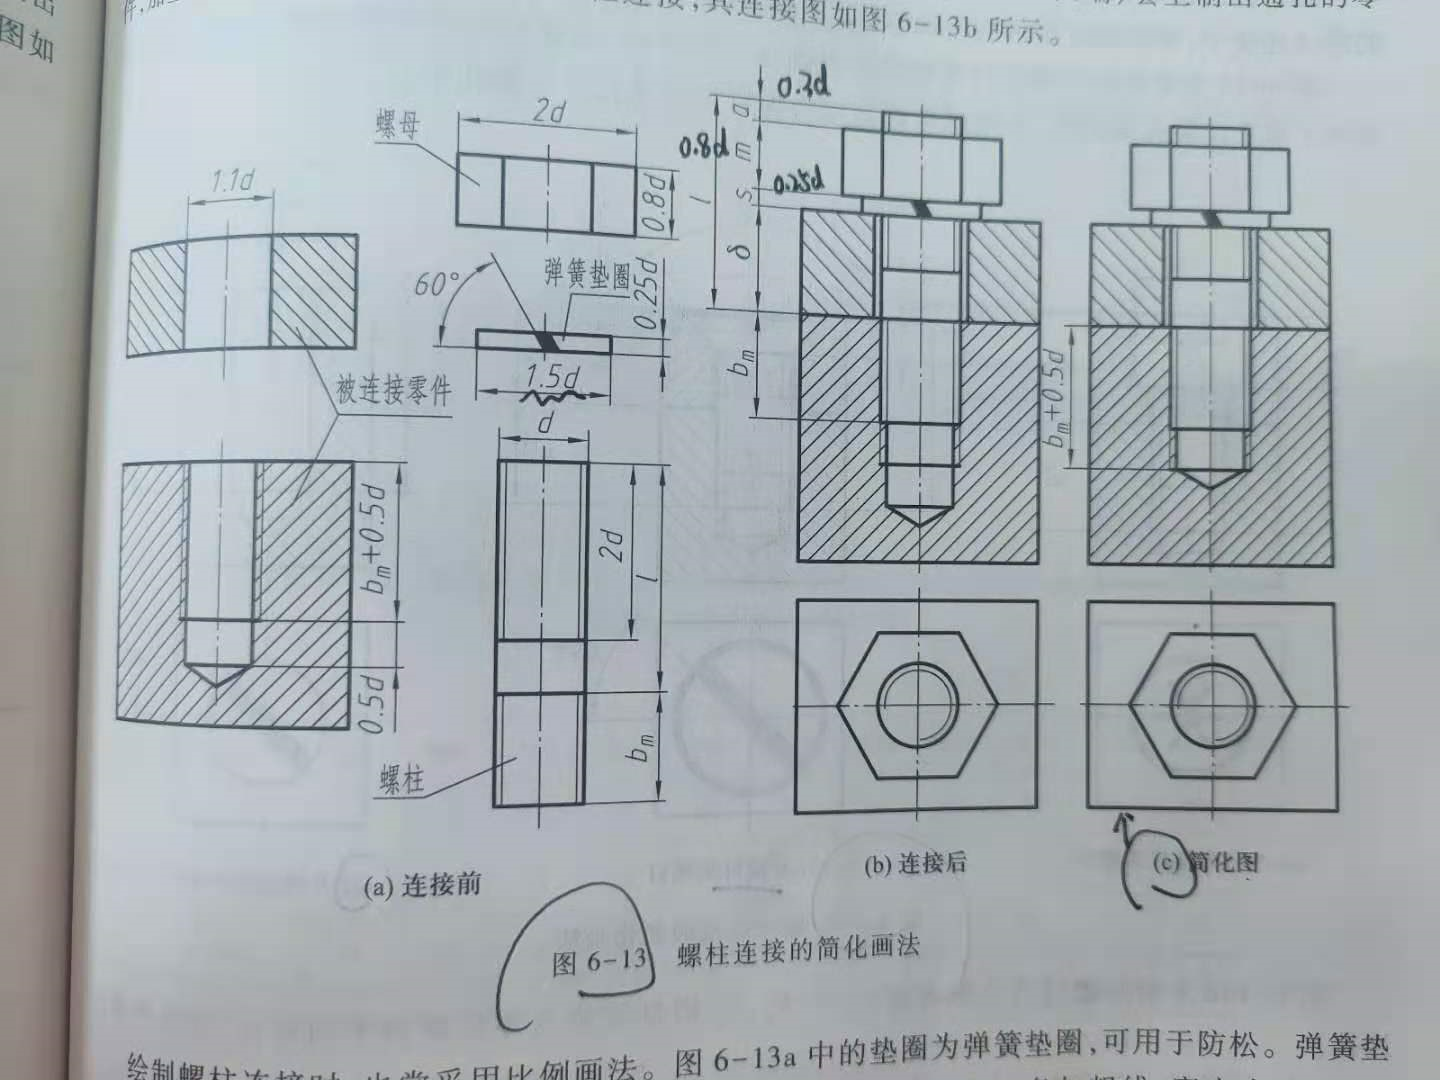 出
图如
连接,其连接图如图 6-13b 所示。
螺母
2d
0.8d
1.1d
60°
弹簧垫圈
0.25d
1.5d
被连接零件
d
2d
l
bm
螺柱
bm+0.5d
0.5d
(a) 连接前
0.3d
a
0.8d
m
0.25d
s
l
δ
bm
(b) 连接后
bm+0.5d
(c) 简化图
图 6-13 螺柱连接的简化画法
绘制螺柱连接时,也常采用比例画法。图 6-13a 中的垫圈为弹簧垫圈,可用于防松。弹簧垫